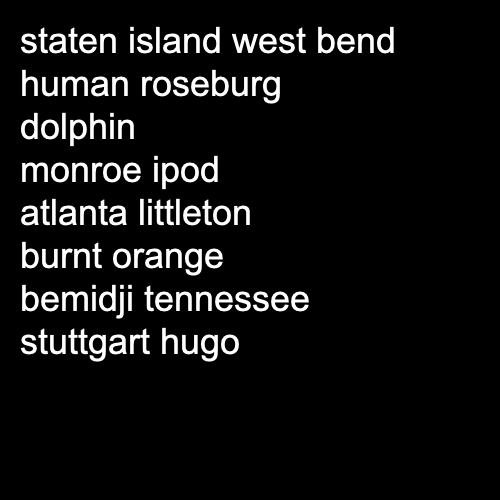 staten island west bend
human roseburg
dolphin
monroe ipod
atlanta littleton
burnt orange
bemidji tennessee
stuttgart hugo